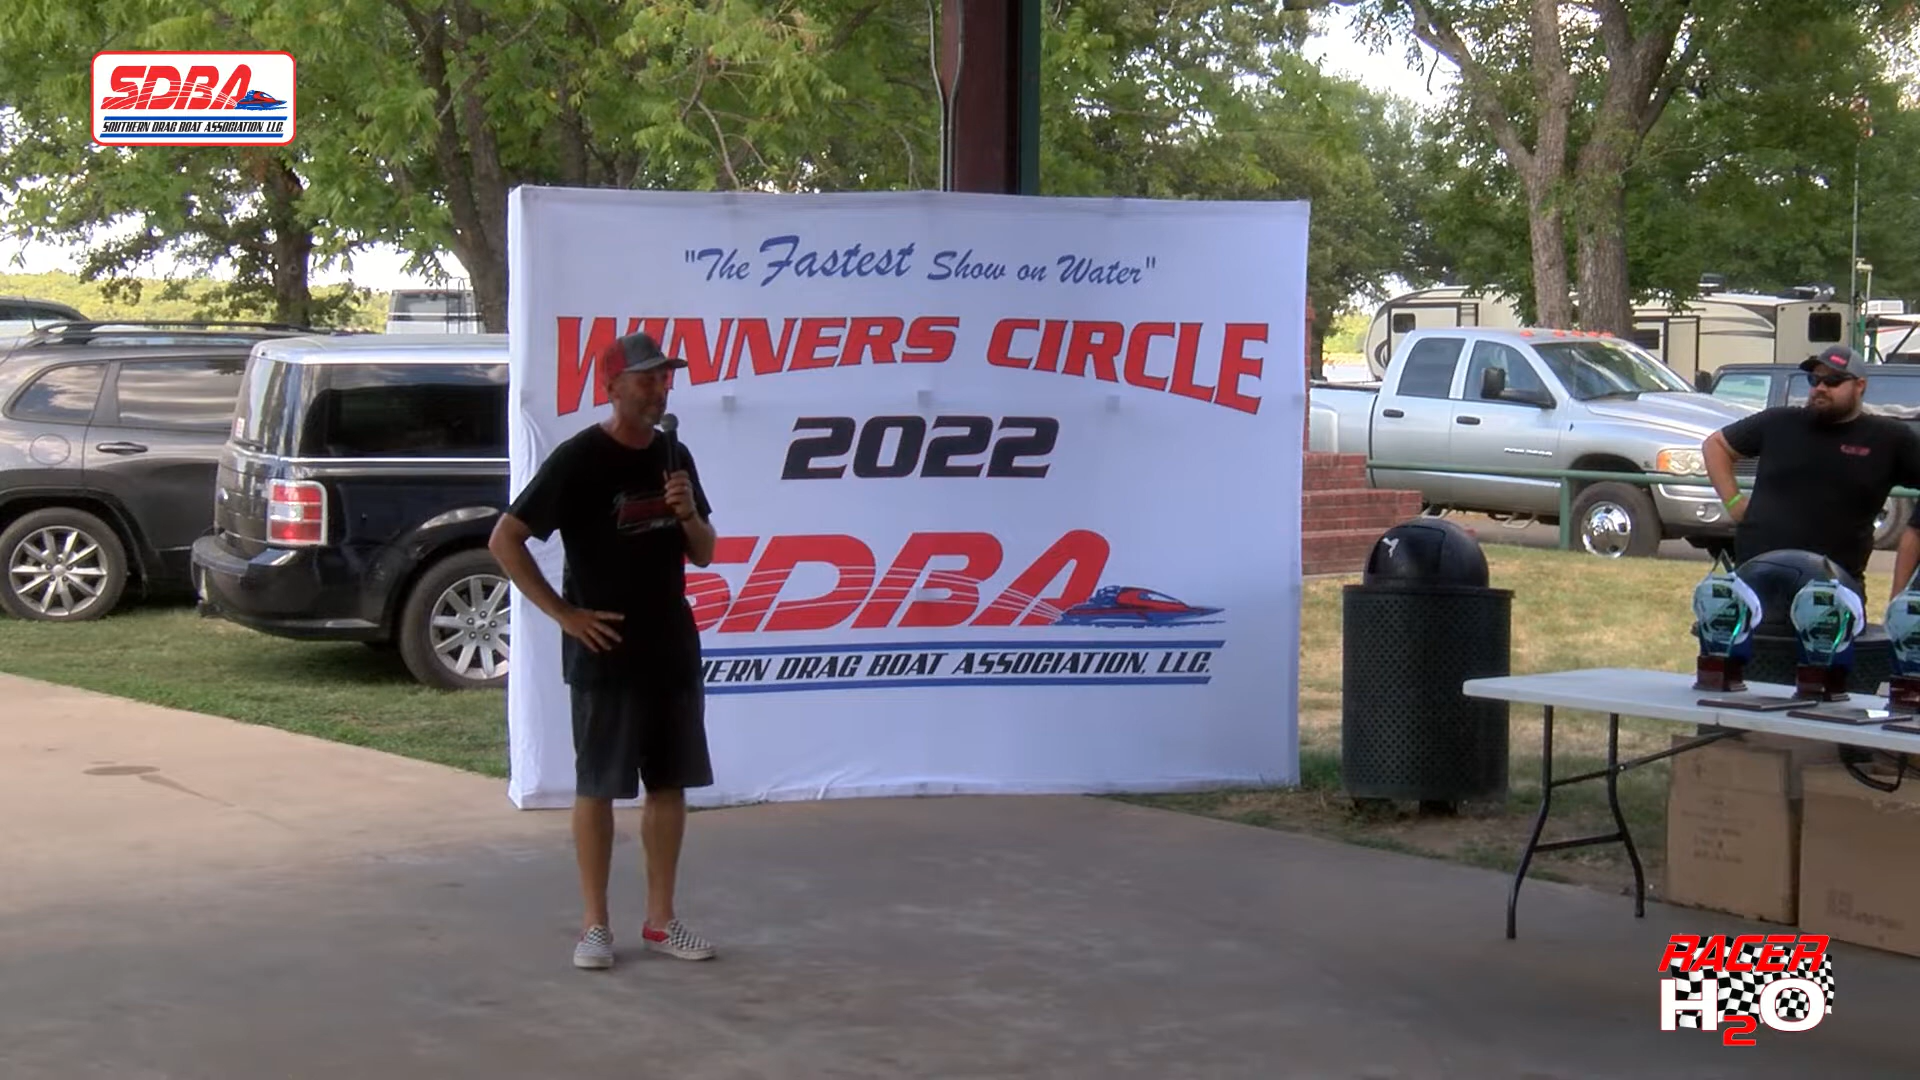 SDBA
SOUTHERN DRAG BOAT ASSOCIATION, LLC.
"The Fastest Show on Water"
WINNERS CIRCLE
2022
SDBA
HERN DRAG BOAT ASSOCIATION, LLC.
RACER
H2O